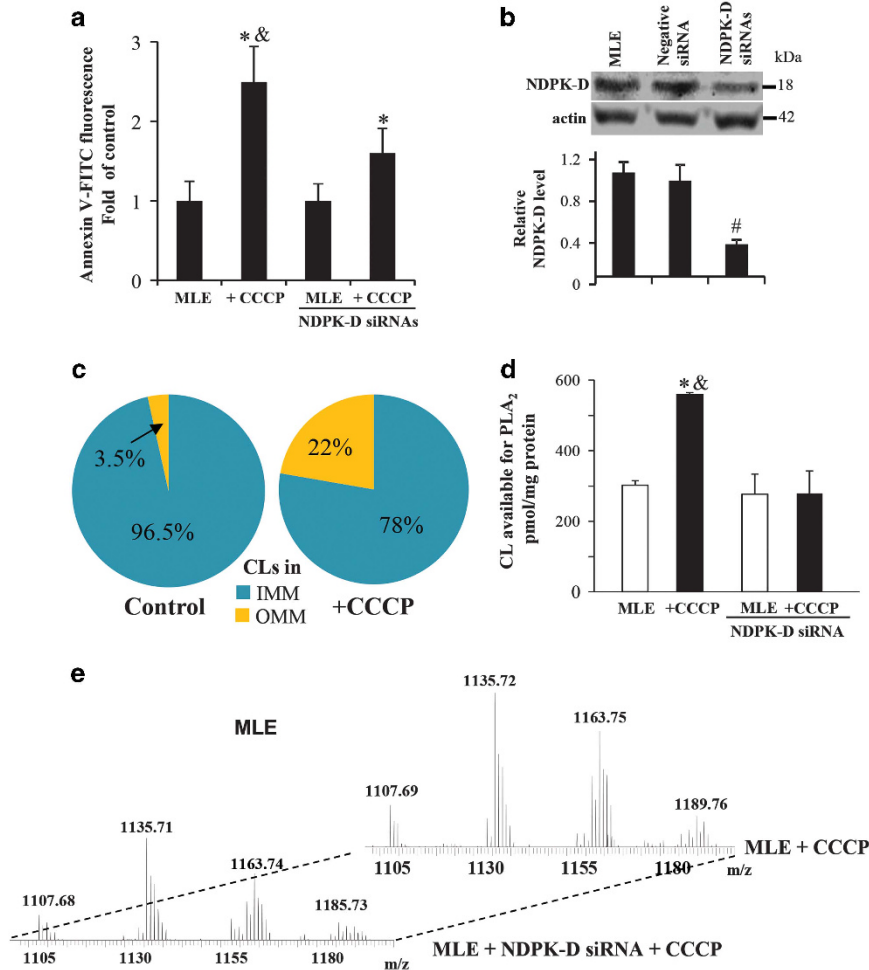 a
Annexin V-FITC fluorescence
Fold of control
3
2
1
0
*&
*
MLE + CCCP MLE + CCCP
NDPK-D siRNAs
b
MLE
Negative
siRNA
NDPK-D
siRNAs
kDa
NDPK-D 18
actin 42
Relative
NDPK-D level
1.2
0.8
0.4
0
#
c
3.5%
96.5%
22%
78%
CLs in
IMM
OMM
Control
+CCCP
d
CL available for PLA₂
pmol/mg protein
600
300
300
0
*&
MLE +CCCP MLE +CCCP
NDPK-D siRNA
e
MLE
1135.72
1163.75
1107.69
1189.76
1105 1130 1155 1180 m/z
MLE + CCCP
1135.71
1163.74
1107.68
1185.73
1105 1130 1155 1180 m/z
MLE + NDPK-D siRNA + CCCP